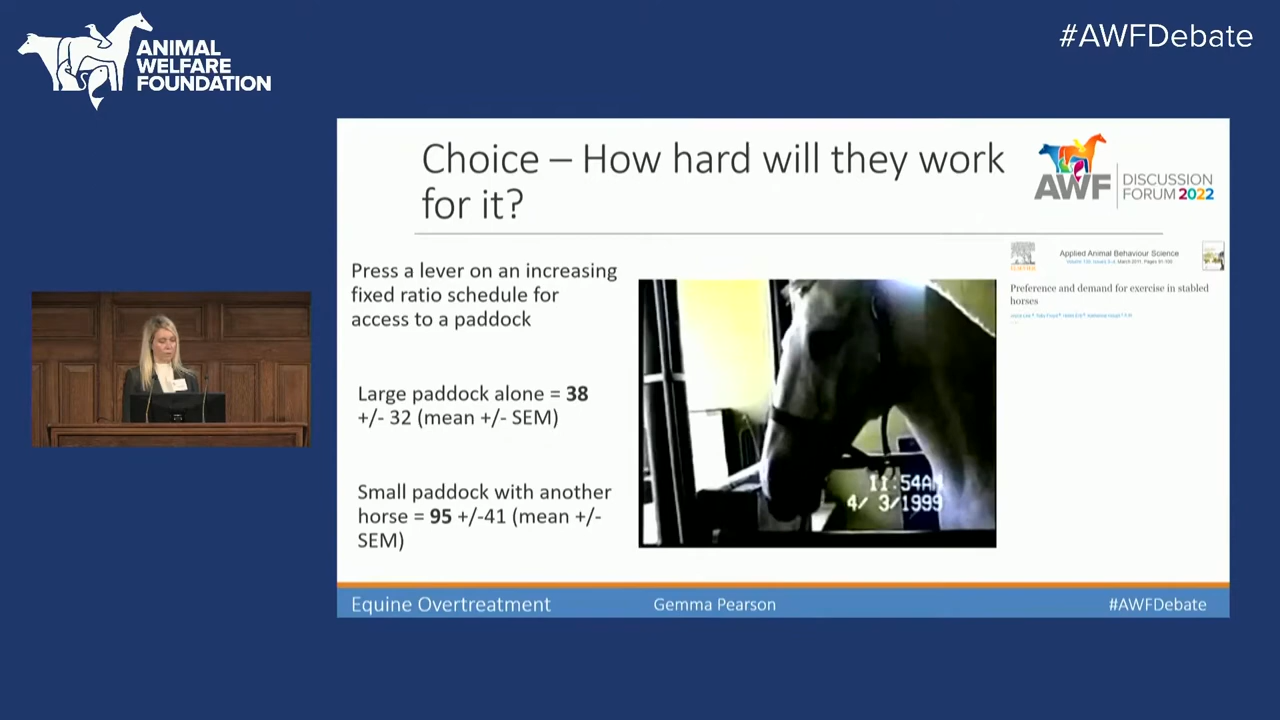 ANIMAL
WELFARE
FOUNDATION
#AWFDebate
Choice – How hard will they work
for it?
AWF
DISCUSSION
FORUM 2022
Press a lever on an increasing
fixed ratio schedule for
access to a paddock
Large paddock alone = 38
+/- 32 (mean +/- SEM)
Small paddock with another
horse = 95 +/-41 (mean +/-
SEM)
11:54AM
4/ 3/1999
Applied Animal Behaviour Science
Preference and demand for exercise in stabled
horses
Equine Overtreatment
Gemma Pearson
#AWFDebate